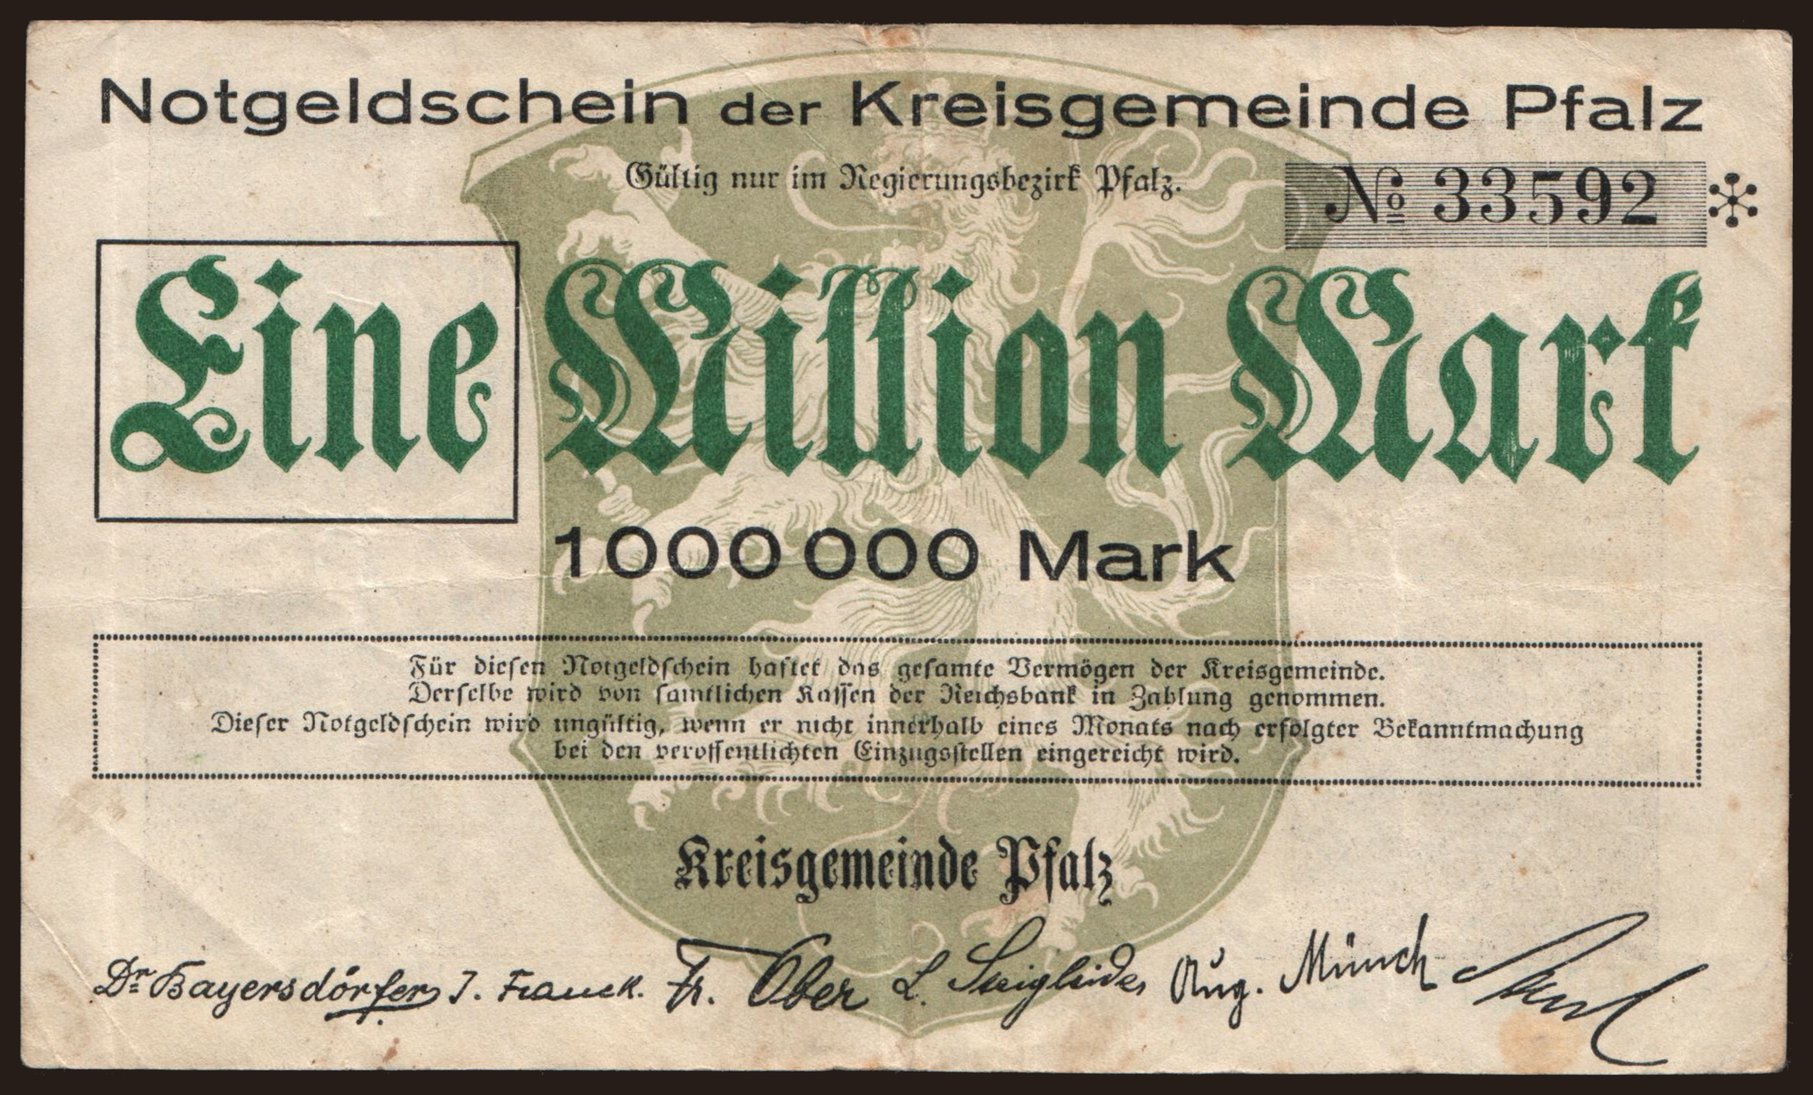 Notgeldschein der Kreisgemeinde Pfalz
Gültig nur im Regierungsbezirk Pfalz.
№ 33592
Eine Million Mark
1000000 Mark
Für diesen Notgeldschein haftet das gesamte Vermögen der Kreisgemeinde.
Derselbe wird von sämtlichen Kassen der Reichsbank in Zahlung genommen.
Dieser Notgeldschein wird ungültig, wenn er nicht innerhalb eines Monats nach erfolgter Bekanntmachung
bei den veröffentlichten Einzugsstellen eingereicht wird.
Kreisgemeinde Pfalz
Dr Bayersdörfer J. Franck. Fr. Ober L. Aug. Münch